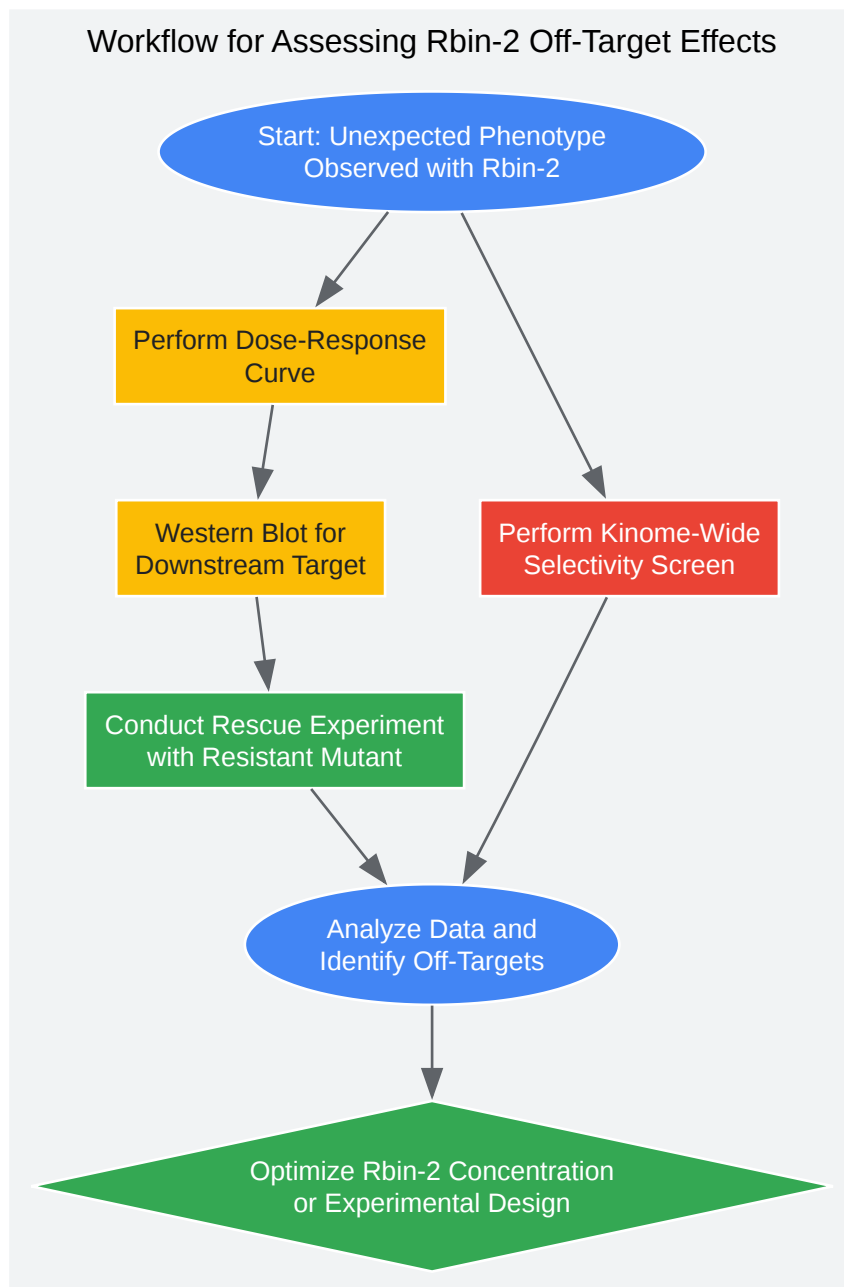 Workflow for Assessing Rbin-2 Off-Target Effects
Start: Unexpected Phenotype
Observed with Rbin-2
Perform Dose-Response
Curve
Western Blot for
Downstream Target
Perform Kinome-Wide
Selectivity Screen
Conduct Rescue Experiment
with Resistant Mutant
Analyze Data and
Identify Off-Targets
Optimize Rbin-2 Concentration
or Experimental Design